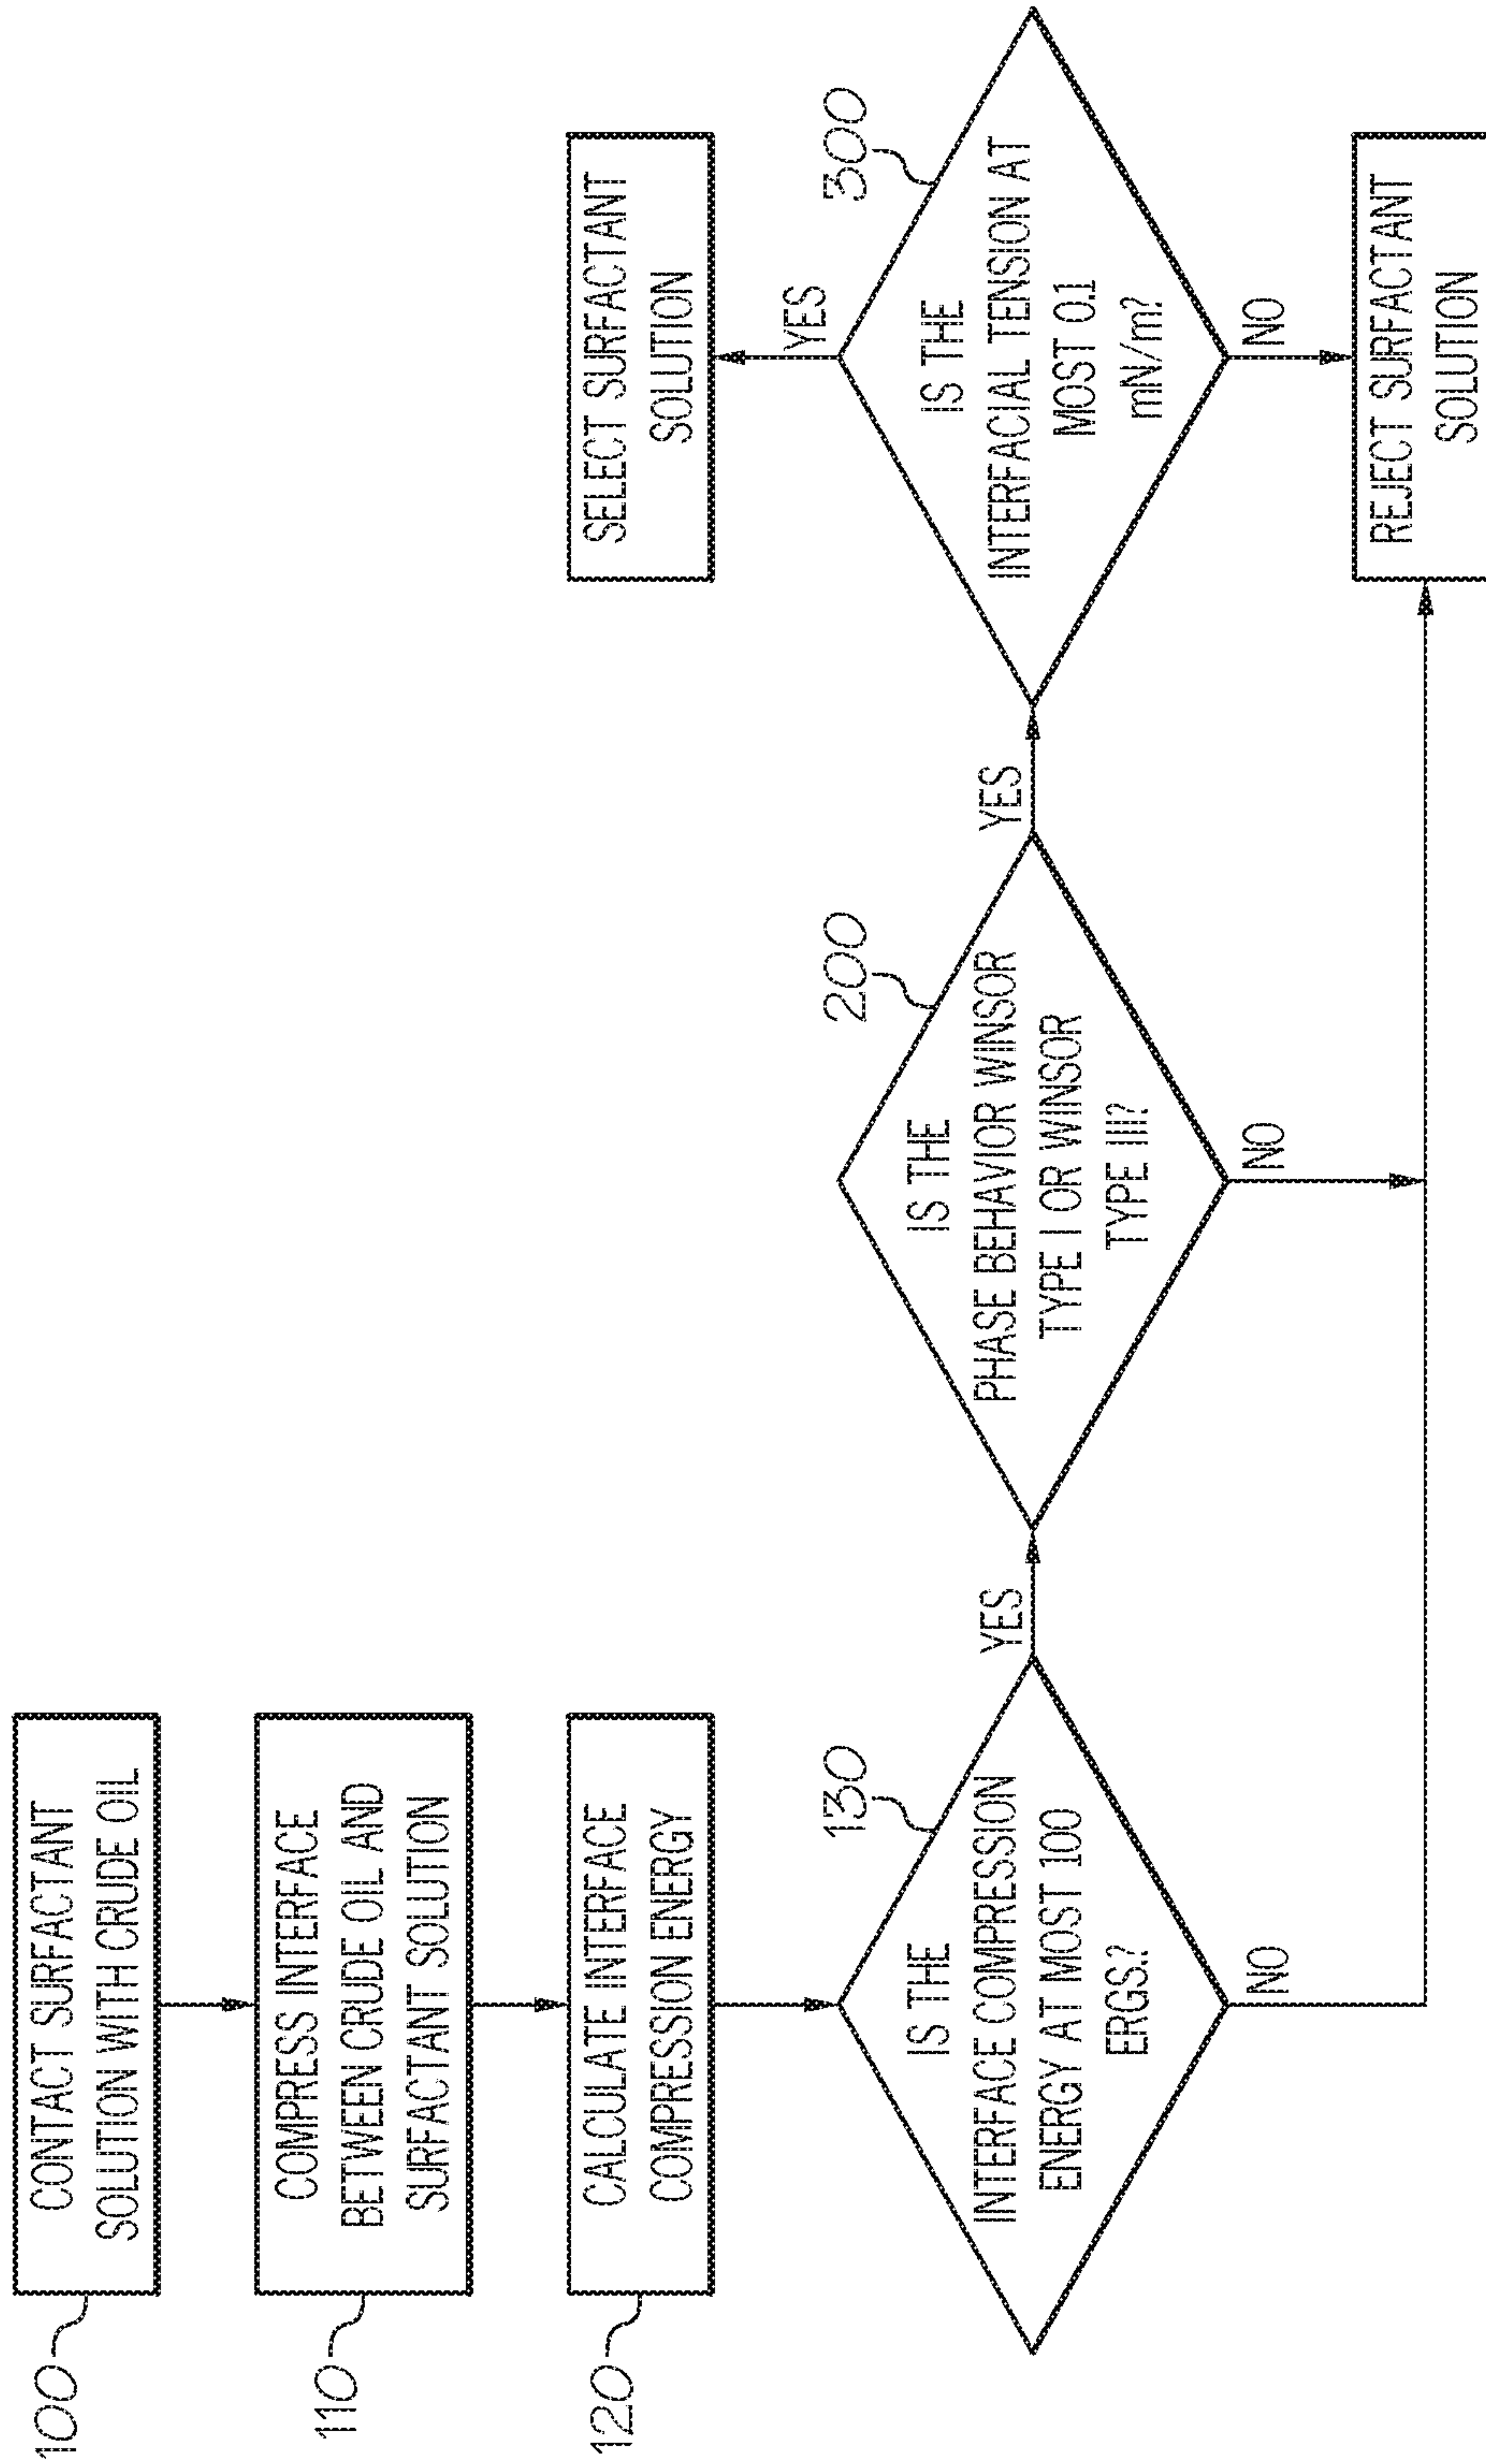 100
CONTACT SURFACTANT
SOLUTION WITH CRUDE OIL
110
COMPRESS INTERFACE
BETWEEN CRUDE OIL AND
SURFACTANT SOLUTION
120
CALCULATE INTERFACE
COMPRESSION ENERGY
130
IS THE
INTERFACE COMPRESSION
ENERGY AT MOST 100
ERGS.?
YES
NO
200
IS THE
PHASE BEHAVIOR WINSOR
TYPE I OR WINSOR
TYPE III?
YES
NO
300
IS THE
INTERFACIAL TENSION AT
MOST 0.1
mN/m?
YES
NO
SELECT SURFACTANT
SOLUTION
REJECT SURFACTANT
SOLUTION